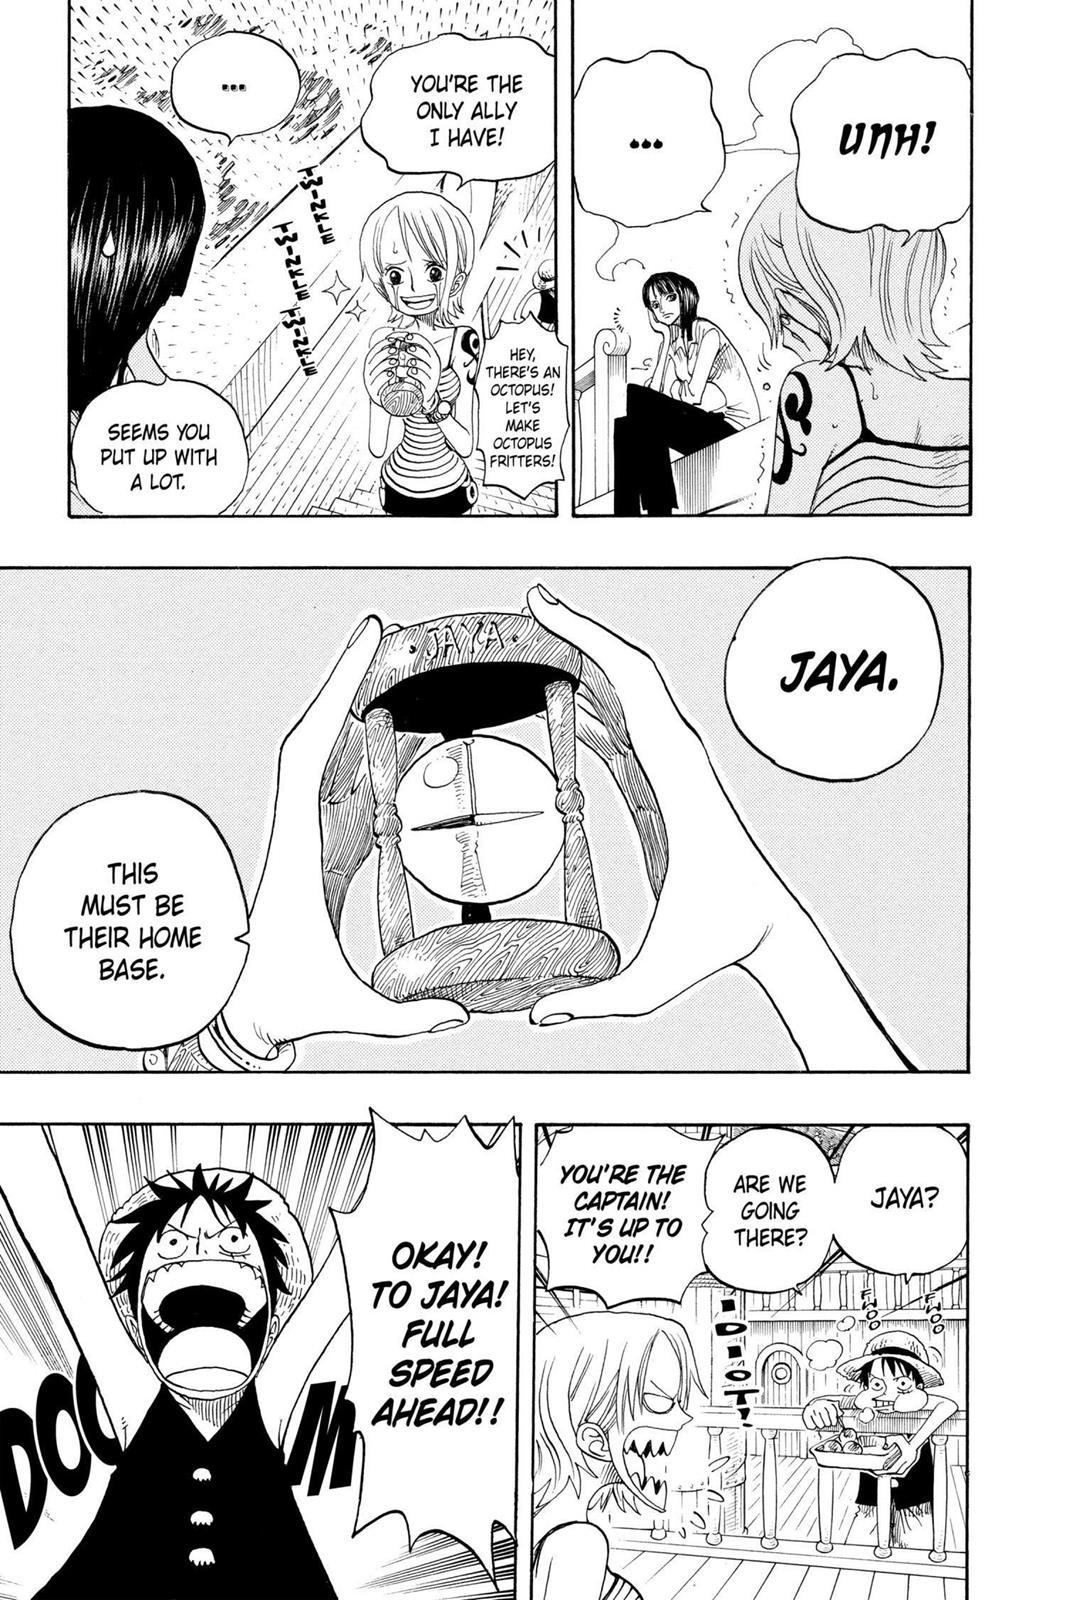 UNH!
...
YOU'RE THE
ONLY ALLY
I HAVE!
...
TWINKLE
TWINKLE
TWINKLE
HEY,
THERE'S AN
OCTOPUS!
LET'S
MAKE
OCTOPUS
FRITTERS!
SEEMS YOU
PUT UP WITH
A LOT.
JAYA.
·JAYA·
THIS
MUST BE
THEIR HOME
BASE.
JAYA?
ARE WE
GOING
THERE?
YOU'RE THE
CAPTAIN!
IT'S UP TO
YOU!!
IDIOT!
FWOO
FWOO
OKAY!
TO JAYA!
FULL
SPEED
AHEAD!!
DOOM